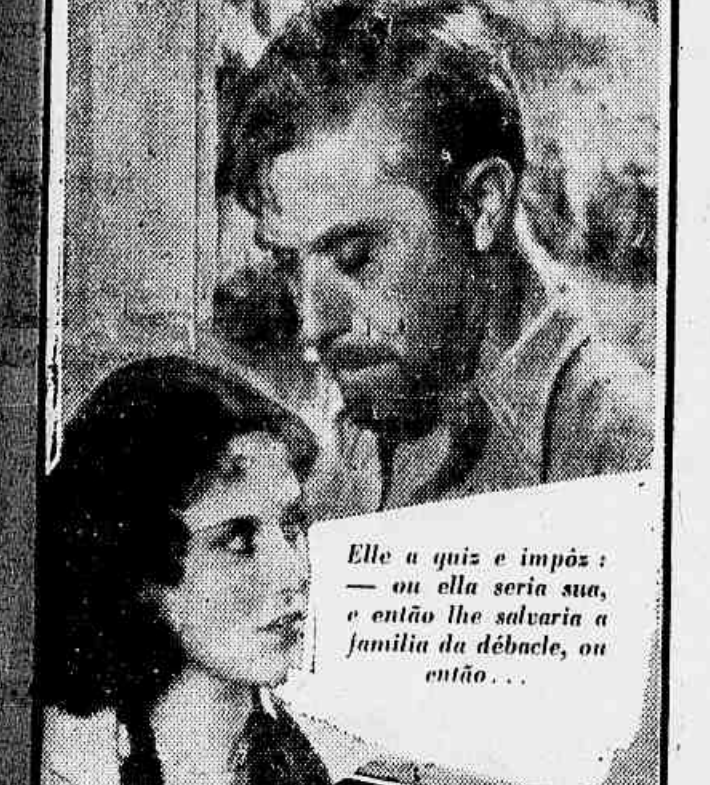 Elle a quiz e impôz :
— ou ella seria sua,
e então lhe salvaria a
familia da débacle, ou
então...